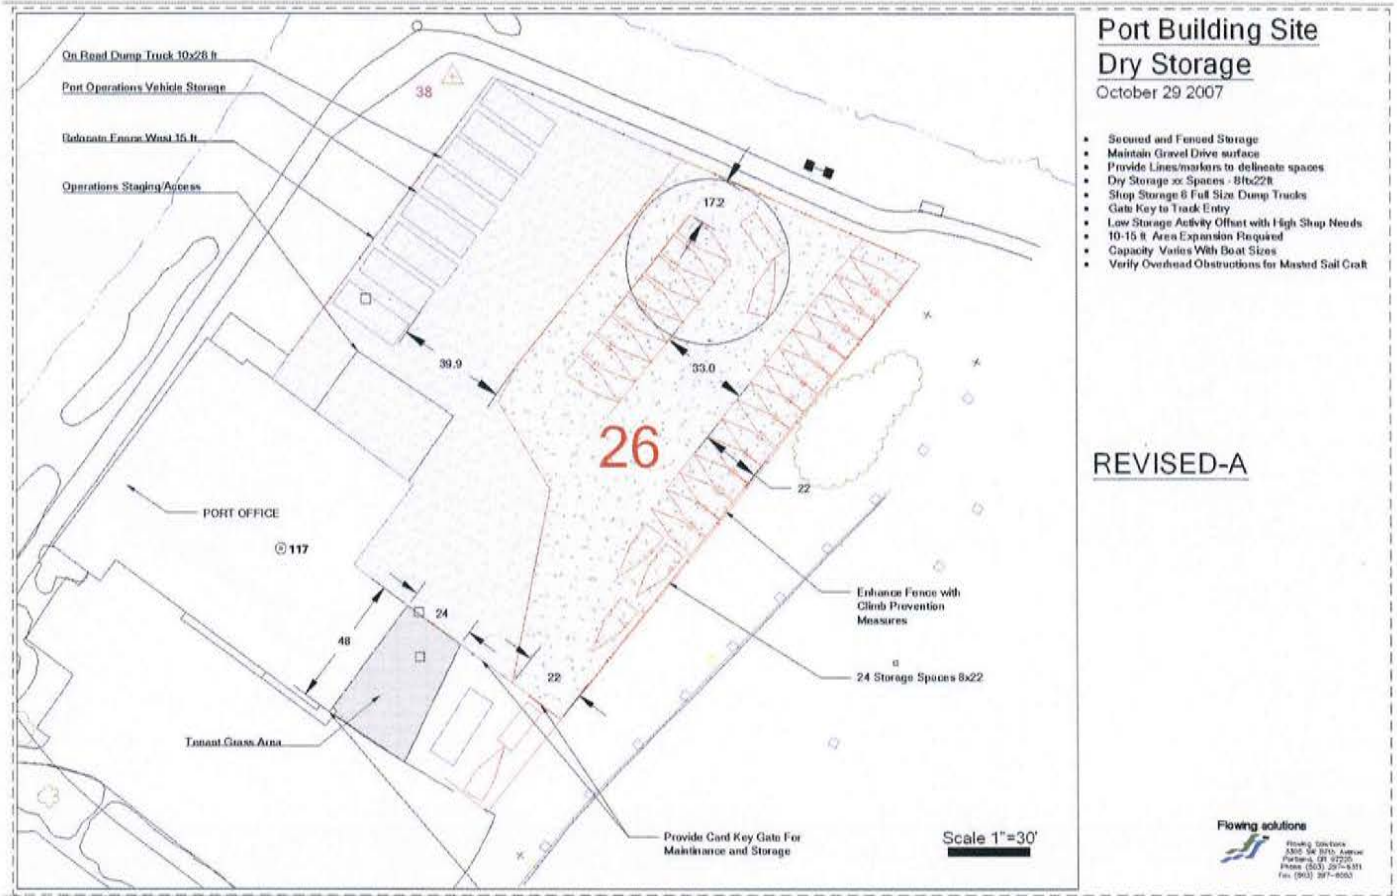 Port Building Site
Dry Storage
October 29 2007
• Secured and Fenced Storage
• Maintain Gravel Drive surface
• Provide Lines/markers to delineate spaces
• Dry Storage xx Spaces - 8ftx22ft
• Shop Storage 6 Full Size Dump Trucks
• Gate Key to Track Entry
• Low Storage Activity Offset with High Shop Needs
• 10-15 ft Area Expansion Required
• Capacity Varies With Boat Sizes
• Verify Overhead Obstructions for Masted Sail Craft
REVISED-A
On Road Dump Truck 10x28 ft
Port Operations Vehicle Storage
Relocate Fence West 15 ft
Operations Staging/Access
38
17.2
39.9
33.0
26
22
PORT OFFICE
117
24
48
22
Enhance Fence with
Climb Prevention
Measures
24 Storage Spaces 8x22
Tenant Grass Area
Provide Card Key Gate For
Maintinance and Storage
Scale 1"=30'
Flowing solutions
Flowing Solutions
Portland, OR